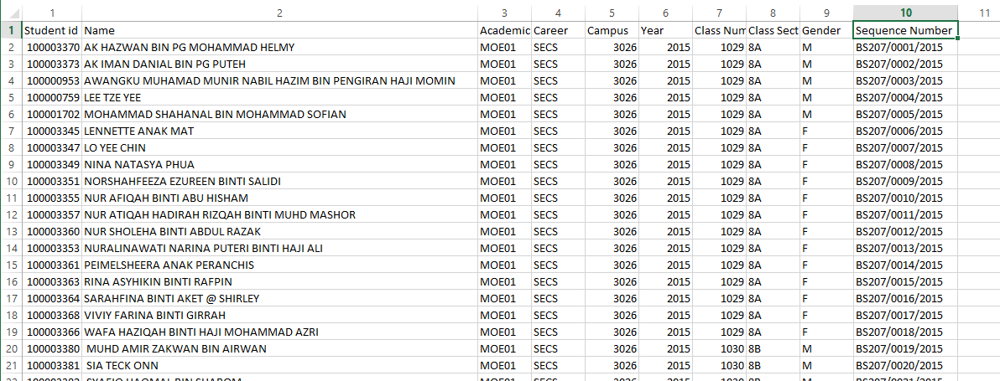 1 2 3 4 5 6 7 8 9 10 11
1 Student id Name Academic Career Campus Year Class Num Class Sect Gender Sequence Number
2 100003370 AK HAZWAN BIN PG MOHAMMAD HELMY MOE01 SECS 3026 2015 1029 8A M BS207/0001/2015
3 100003373 AK IMAN DANIAL BIN PG PUTEH MOE01 SECS 3026 2015 1029 8A M BS207/0002/2015
4 100000953 AWANGKU MUHAMAD MUNIR NABIL HAZIM BIN PENGIRAN HAJI MOMIN MOE01 SECS 3026 2015 1029 8A M BS207/0003/2015
5 100000759 LEE TZE YEE MOE01 SECS 3026 2015 1029 8A M BS207/0004/2015
6 100001702 MOHAMMAD SHAHANAL BIN MOHAMMAD SOFIAN MOE01 SECS 3026 2015 1029 8A M BS207/0005/2015
7 100003345 LENNETTE ANAK MAT MOE01 SECS 3026 2015 1029 8A F BS207/0006/2015
8 100003347 LO YEE CHIN MOE01 SECS 3026 2015 1029 8A F BS207/0007/2015
9 100003349 NINA NATASYA PHUA MOE01 SECS 3026 2015 1029 8A F BS207/0008/2015
10 100003351 NORSHAHFEEZA EZUREEN BINTI SALIDI MOE01 SECS 3026 2015 1029 8A F BS207/0009/2015
11 100003355 NUR AFIQAH BINTI ABU HISHAM MOE01 SECS 3026 2015 1029 8A F BS207/0010/2015
12 100003357 NUR ATIQAH HADIRAH RIZQAH BINTI MUHD MASHOR MOE01 SECS 3026 2015 1029 8A F BS207/0011/2015
13 100003360 NUR SHOLEHA BINTI ABDUL RAZAK MOE01 SECS 3026 2015 1029 8A F BS207/0012/2015
14 100003353 NURALINAWATI NARINA PUTERI BINTI HAJI ALI MOE01 SECS 3026 2015 1029 8A F BS207/0013/2015
15 100003361 PEIMELSHEERA ANAK PERANCHIS MOE01 SECS 3026 2015 1029 8A F BS207/0014/2015
16 100003363 RINA ASYHIKIN BINTI RAFPIN MOE01 SECS 3026 2015 1029 8A F BS207/0015/2015
17 100003364 SARAHFINA BINTI AKET @ SHIRLEY MOE01 SECS 3026 2015 1029 8A F BS207/0016/2015
18 100003368 VIVIY FARINA BINTI GIRRAH MOE01 SECS 3026 2015 1029 8A F BS207/0017/2015
19 100003366 WAFA HAZIQAH BINTI HAJI MOHAMMAD AZRI MOE01 SECS 3026 2015 1029 8A F BS207/0018/2015
20 100003380 MUHD AMIR ZAKWAN BIN AIRWAN MOE01 SECS 3026 2015 1030 8B M BS207/0019/2015
21 100003381 SIA TECK ONN MOE01 SECS 3026 2015 1030 8B M BS207/0020/2015